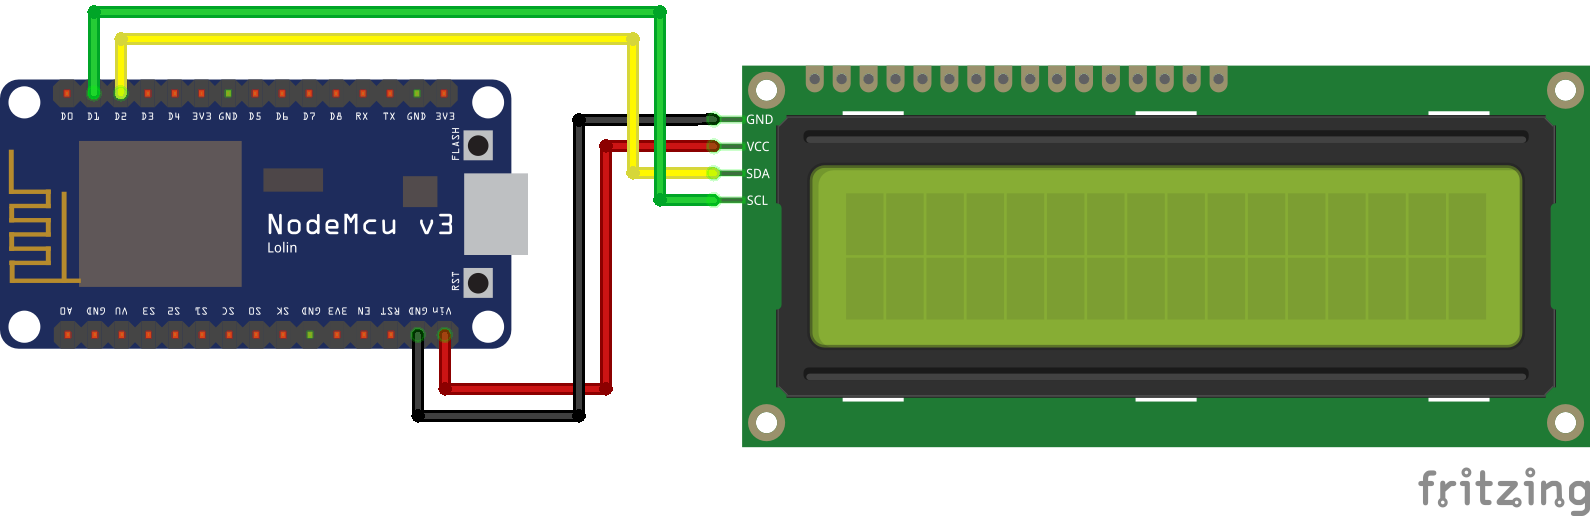 D0 D1 D2 D3 D4 3V3 GND D5 D6 D7 D8 RX TX GND 3V3
FLASH
NodeMcu v3
Lolin
RST
A0 GND VU S3 S2 S1 SC S0 SK GND 3V3 EN RST GND Vin
GND
VCC
SDA
SCL
fritzing